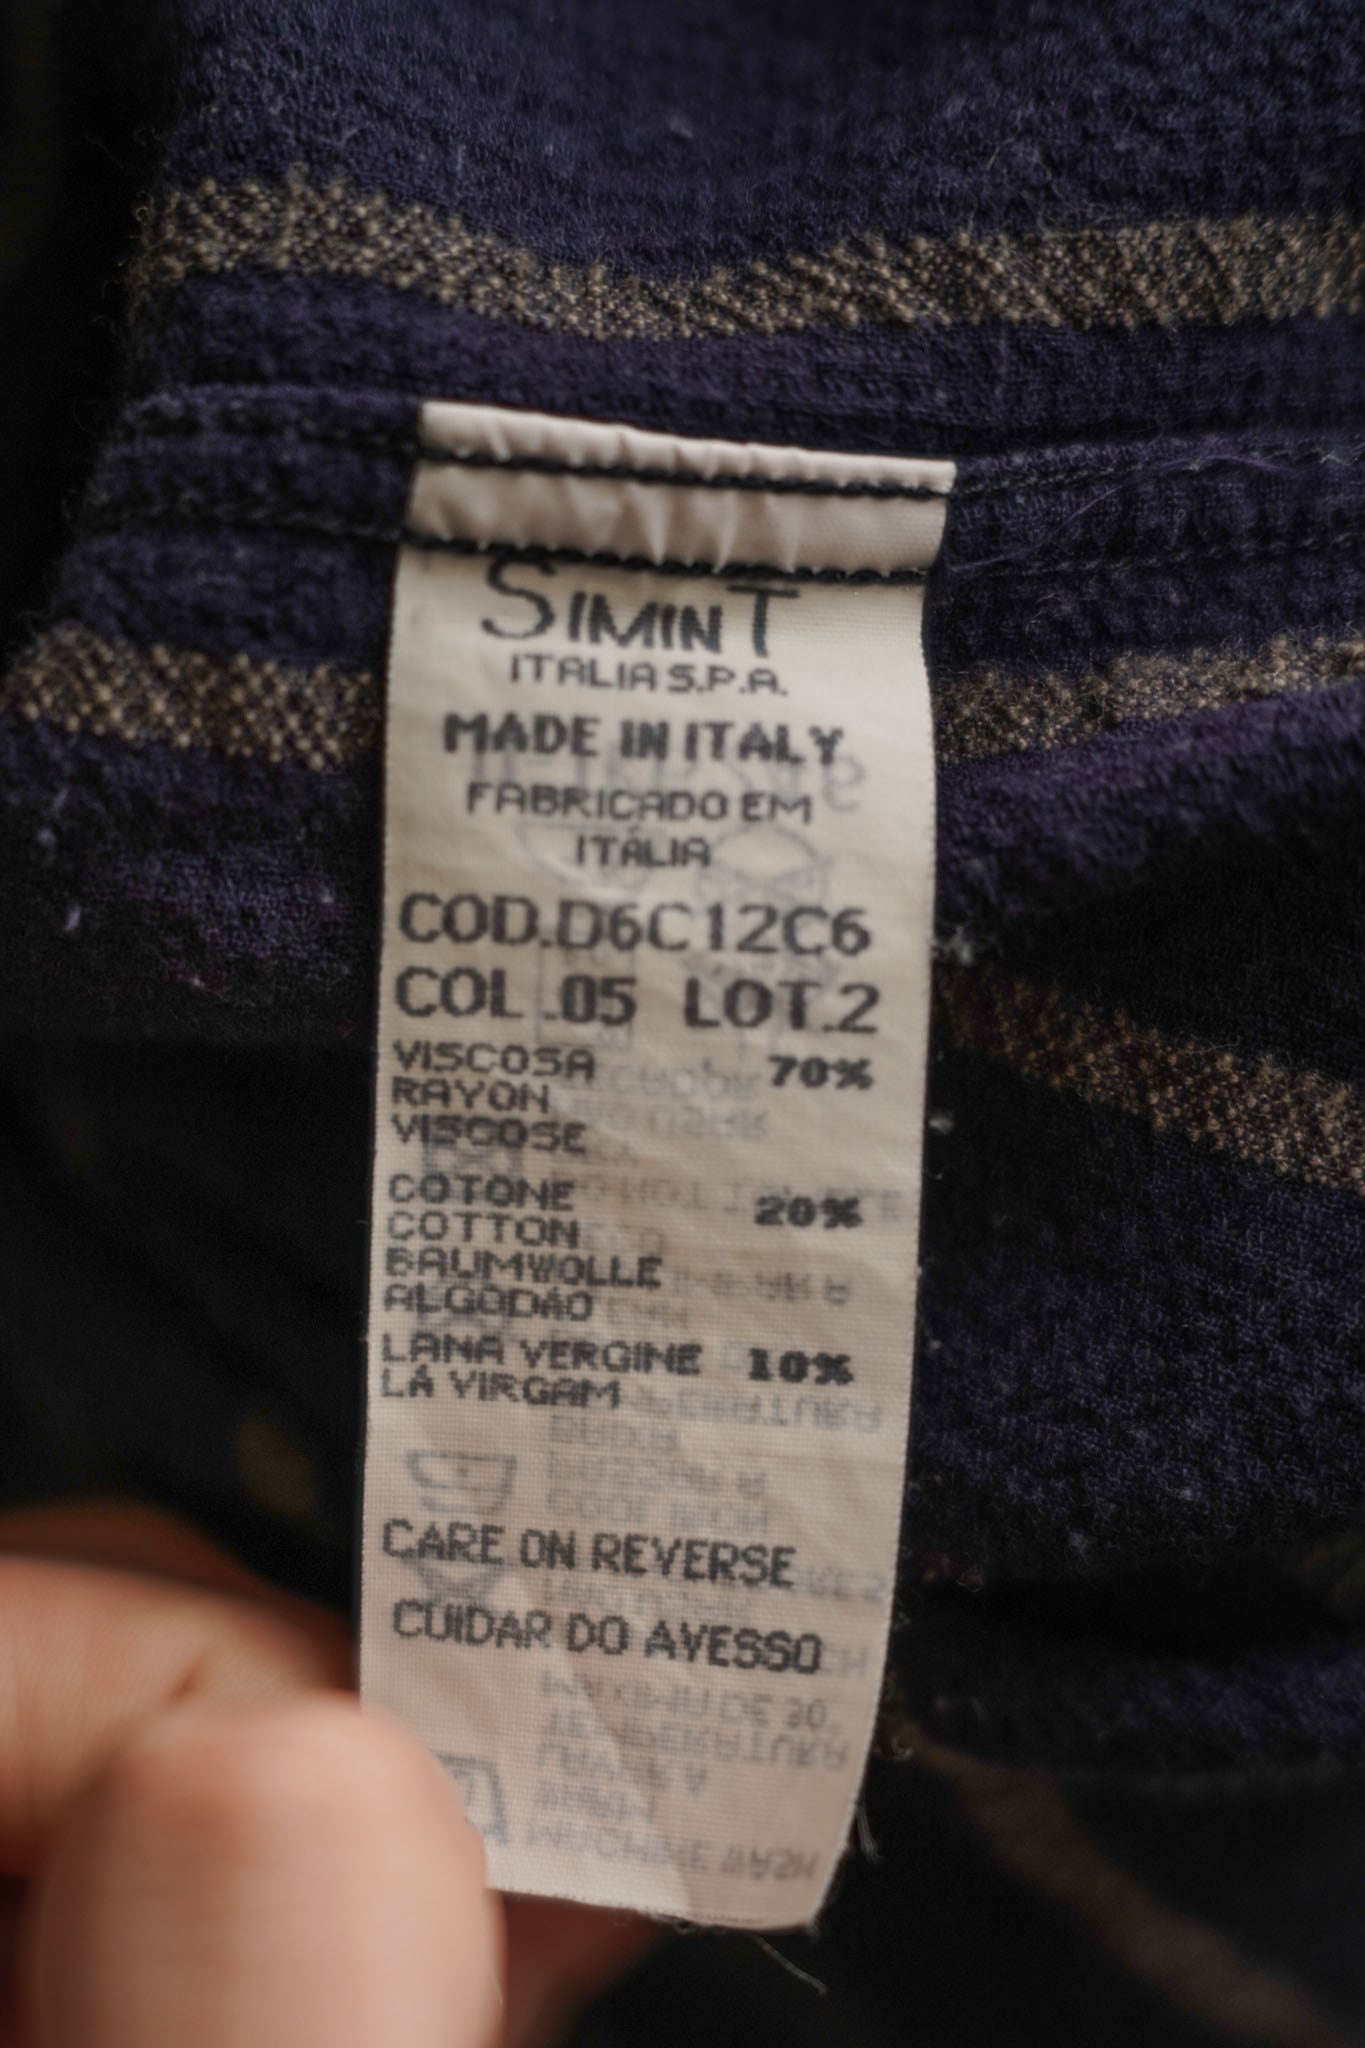 SIMINT
ITALIA S.P.A.
MADE IN ITALY
FABRICADO EM
ITÁLIA
COD.D6C12C6
COL.05 LOT.2
VISCOSA 70%
RAYON
VISCOSE
COTONE 20%
COTTON
BAUMWOLLE
ALGODÃO
LANA VERGINE 10%
LÃ VIRGAM
CARE ON REVERSE
CUIDAR DO AVESSO